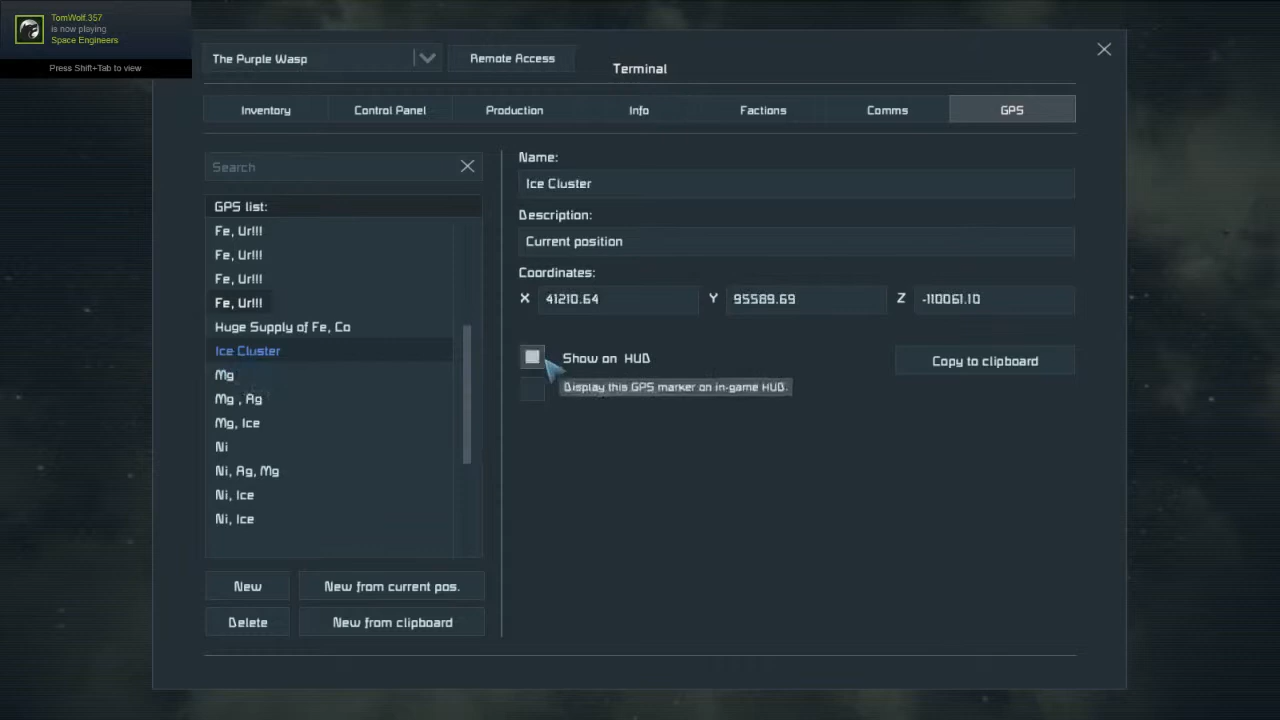 TomWolf.357
is now playing
Space Engineers
Press Shift+Tab to view
The Purple Wasp
Remote Access
Terminal
Inventory
Control Panel
Production
Info
Factions
Comms
GPS
Search
GPS list:
Fe, Ur!!!
Fe, Ur!!!
Fe, Ur!!!
Fe, Ur!!!
Huge Supply of Fe, Co
Ice Cluster
Mg
Mg , Ag
Mg, Ice
Ni
Ni, Ag, Mg
Ni, Ice
Ni, Ice
New
New from current pos.
Delete
New from clipboard
Name:
Ice Cluster
Description:
Current position
Coordinates:
X 41210.64 Y 95589.69 Z -110061.10
Show on HUD
Copy to clipboard
Display this GPS marker on in-game HUD.